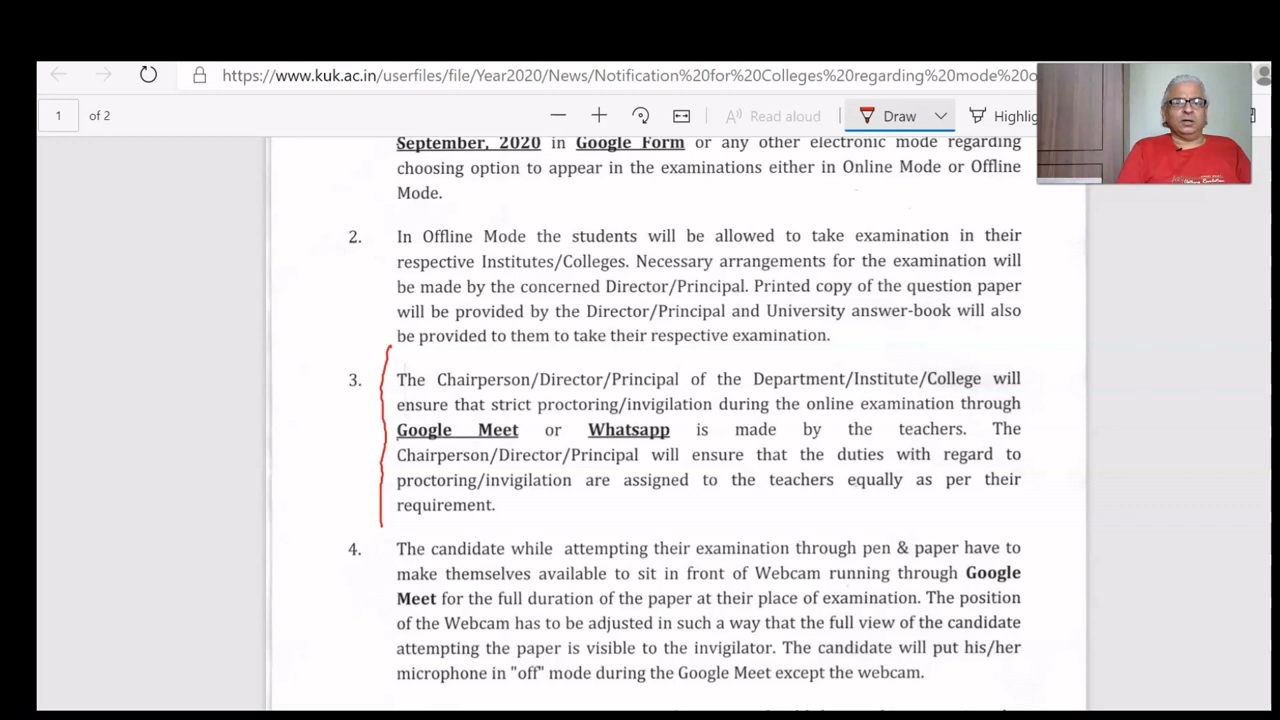 https://www.kuk.ac.in/userfiles/file/Year2020/News/Notification%20for%20Colleges%20regarding%20mode%20o
1 of 2 Read aloud Draw Highlig
September, 2020 in Google Form or any other electronic mode regarding
choosing option to appear in the examinations either in Online Mode or Offline
Mode.
2. In Offline Mode the students will be allowed to take examination in their
respective Institutes/Colleges. Necessary arrangements for the examination will
be made by the concerned Director/Principal. Printed copy of the question paper
will be provided by the Director/Principal and University answer-book will also
be provided to them to take their respective examination.
3. The Chairperson/Director/Principal of the Department/Institute/College will
ensure that strict proctoring/invigilation during the online examination through
Google Meet or Whatsapp is made by the teachers. The
Chairperson/Director/Principal will ensure that the duties with regard to
proctoring/invigilation are assigned to the teachers equally as per their
requirement.
4. The candidate while attempting their examination through pen & paper have to
make themselves available to sit in front of Webcam running through Google
Meet for the full duration of the paper at their place of examination. The position
of the Webcam has to be adjusted in such a way that the full view of the candidate
attempting the paper is visible to the invigilator. The candidate will put his/her
microphone in "off" mode during the Google Meet except the webcam.